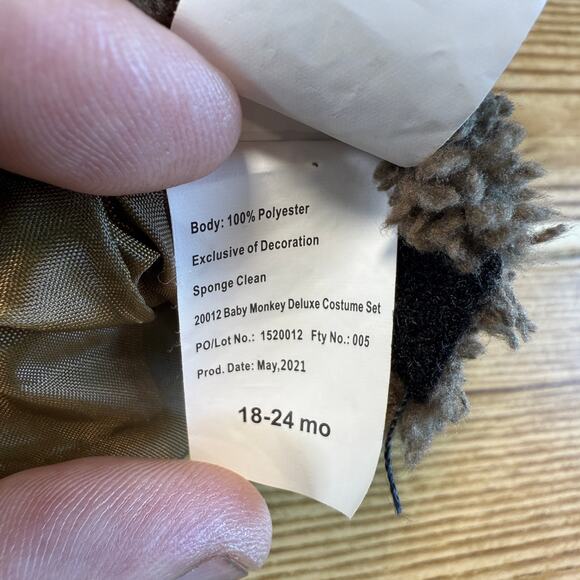 Body: 100% Polyester
Exclusive of Decoration
Sponge Clean
20012 Baby Monkey Deluxe Costume Set
PO/Lot No.: 1520012 Fty No.: 005
Prod. Date: May,2021
18-24 mo